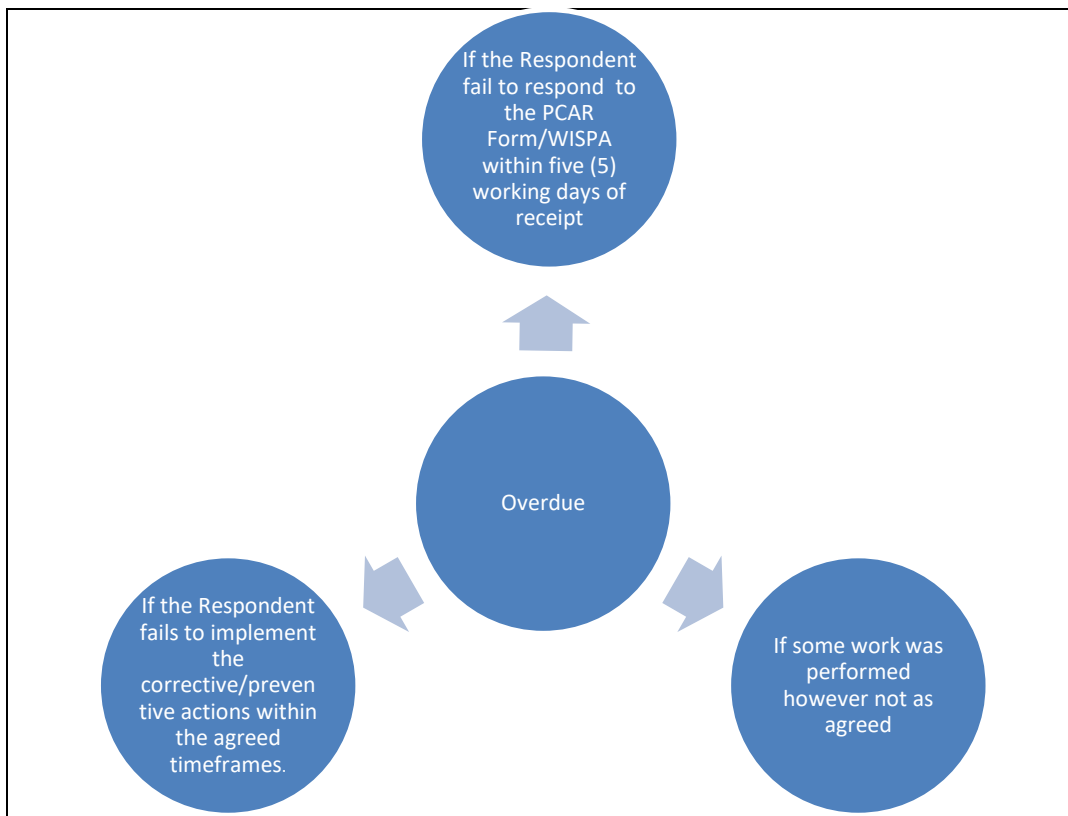 If the Respondent
fail to respond  to
the PCAR
Form/WISPA
within five (5)
working days of
receipt
Overdue
If the Respondent
fails to implement
the
corrective/preven
tive actions within
the agreed
timeframes.
If some work was
performed
however not as
agreed